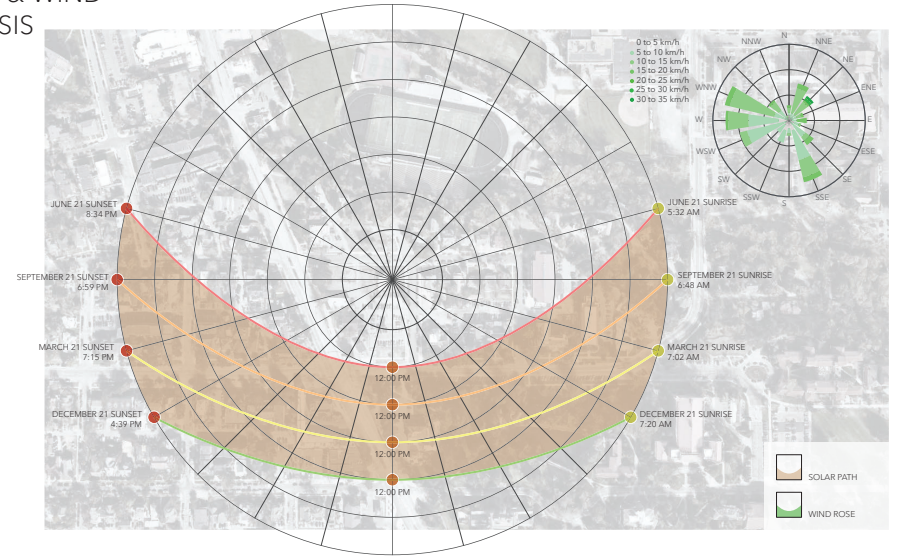 & WIND
SIS
0 to 5 km/h
5 to 10 km/h
10 to 15 km/h
15 to 20 km/h
20 to 25 km/h
25 to 30 km/h
30 to 35 km/h
N
NNW
NNE
NW
NE
WNW
ENE
W
E
WSW
ESE
SW
SE
SSW
SSE
S
JUNE 21 SUNSET
8:34 PM
JUNE 21 SUNRISE
5:32 AM
SEPTEMBER 21 SUNSET
6:59 PM
SEPTEMBER 21 SUNRISE
6:48 AM
MARCH 21 SUNSET
7:15 PM
MARCH 21 SUNRISE
7:02 AM
12:00 PM
12:00 PM
DECEMBER 21 SUNSET
4:39 PM
DECEMBER 21 SUNRISE
7:20 AM
12:00 PM
12:00 PM
SOLAR PATH
WIND ROSE